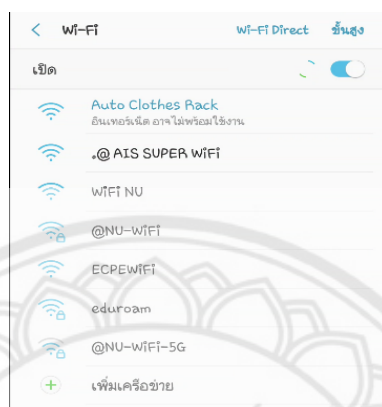 Wi-Fi Wi-Fi Direct ขั้นสูง
เปิด
Auto Clothes Rack
อินเทอร์เน็ต อาจไม่พร้อมใช้งาน
.@ AIS SUPER WiFi
WiFi NU
@NU-WiFi
ECPEWiFi
eduroam
@NU-WiFi-5G
เพิ่มเครือข่าย